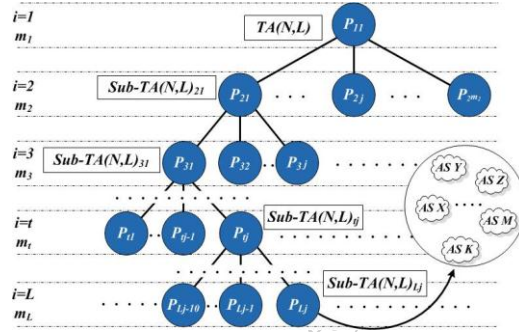 i=1
m1
TA(N,L)
P11
i=2
m2
Sub-TA(N,L)21
P21
P2j
P2m2
i=3
m3
Sub-TA(N,L)31
P31
P32
P3j
AS Y
AS Z
AS X
AS M
AS K
i=t
mt
Pt1
Ptj-1
Ptj
Sub-TA(N,L)tj
i=L
mL
PLj-10
PLj-1
PLj
Sub-TA(N,L)Lj